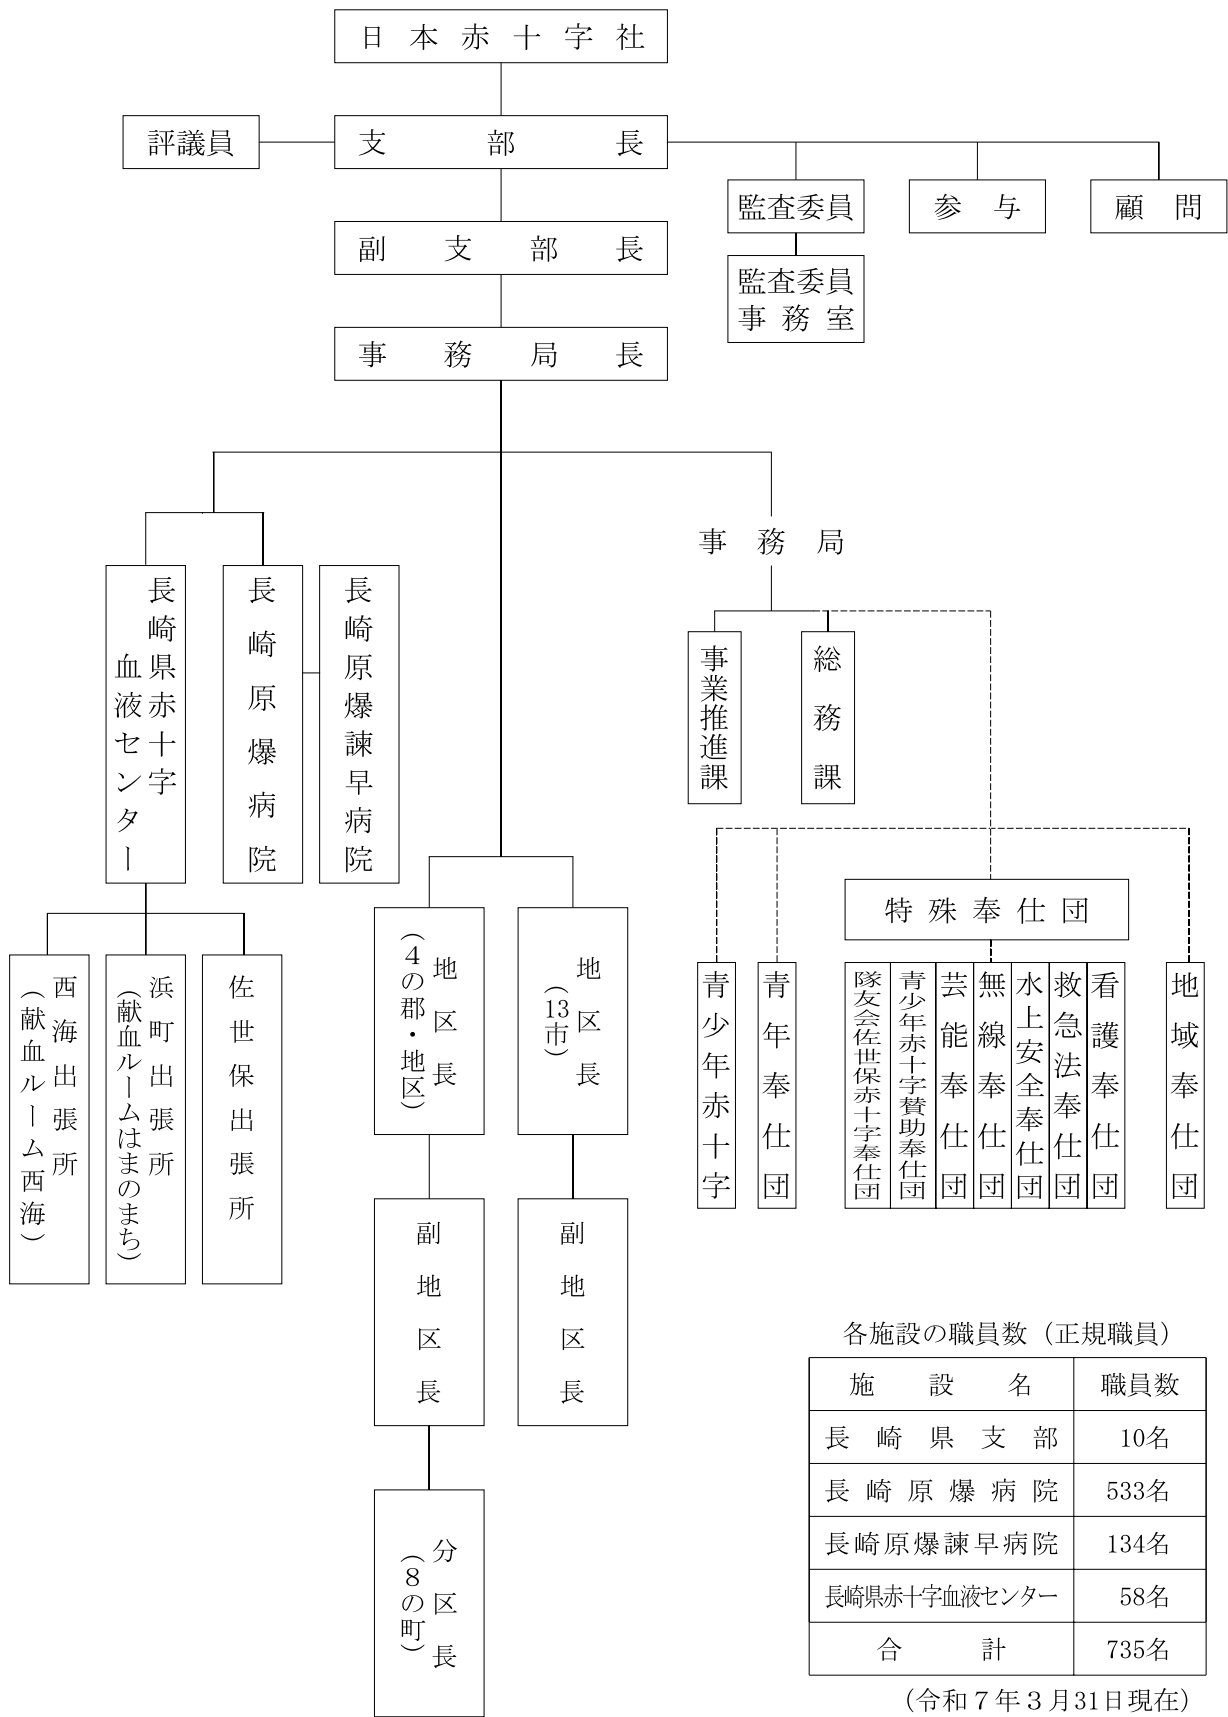 日本赤十字社
評議員
支部長
監査委員
参与
顧問
副支部長
監査委員
事務室
事務局長
事務局
長崎県赤十字
血液センター
長崎原爆病院
長崎原爆諫早病院
事業推進課
総務課
特殊奉仕団
地区長
(4の郡・地区)
地区長
(13市)
西海出張所
(献血ルーム西海)
浜町出張所
(献血ルームはまのまち)
佐世保出張所
青少年赤十字
青年奉仕団
隊友会佐世保赤十字奉仕団
青少年赤十字賛助奉仕団
芸能奉仕団
無線奉仕団
水上安全奉仕団
救急法奉仕団
看護奉仕団
地域奉仕団
副地区長
副地区長
分区長
(8の町)
各施設の職員数（正規職員）
施設名 職員数
長崎県支部 10名
長崎原爆病院 533名
長崎原爆諫早病院 134名
長崎県赤十字血液センター 58名
合計 735名
（令和７年３月31日現在）